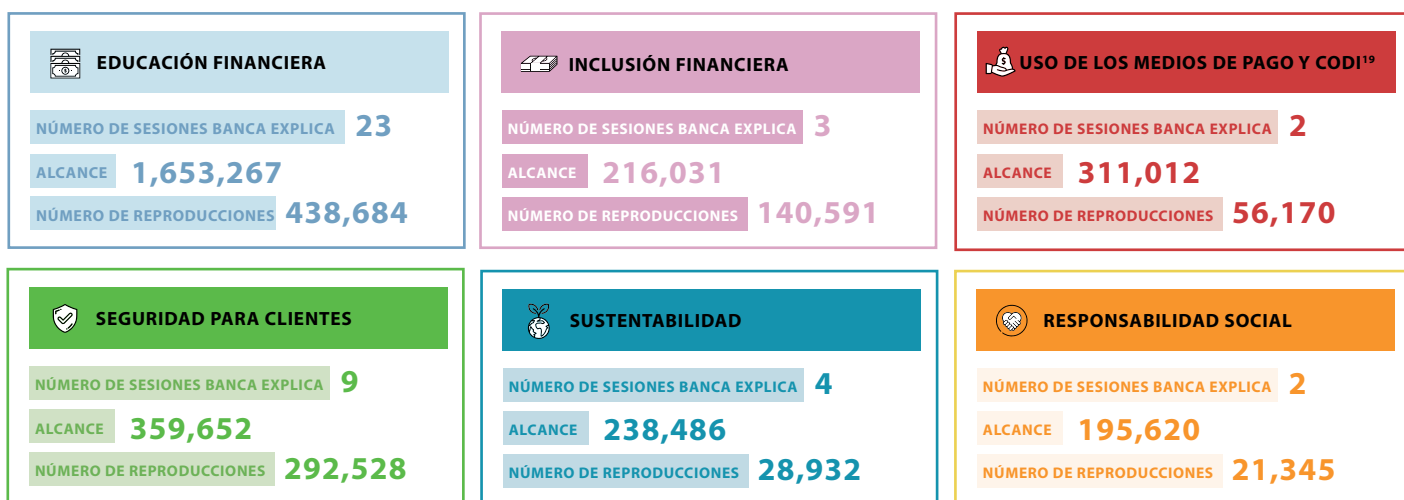 EDUCACIÓN FINANCIERA
NÚMERO DE SESIONES BANCA EXPLICA 23
ALCANCE 1,653,267
NÚMERO DE REPRODUCCIONES 438,684
INCLUSIÓN FINANCIERA
NÚMERO DE SESIONES BANCA EXPLICA 3
ALCANCE 216,031
NÚMERO DE REPRODUCCIONES 140,591
USO DE LOS MEDIOS DE PAGO Y CODI¹⁹
NÚMERO DE SESIONES BANCA EXPLICA 2
ALCANCE 311,012
NÚMERO DE REPRODUCCIONES 56,170
SEGURIDAD PARA CLIENTES
NÚMERO DE SESIONES BANCA EXPLICA 9
ALCANCE 359,652
NÚMERO DE REPRODUCCIONES 292,528
SUSTENTABILIDAD
NÚMERO DE SESIONES BANCA EXPLICA 4
ALCANCE 238,486
NÚMERO DE REPRODUCCIONES 28,932
RESPONSABILIDAD SOCIAL
NÚMERO DE SESIONES BANCA EXPLICA 2
ALCANCE 195,620
NÚMERO DE REPRODUCCIONES 21,345